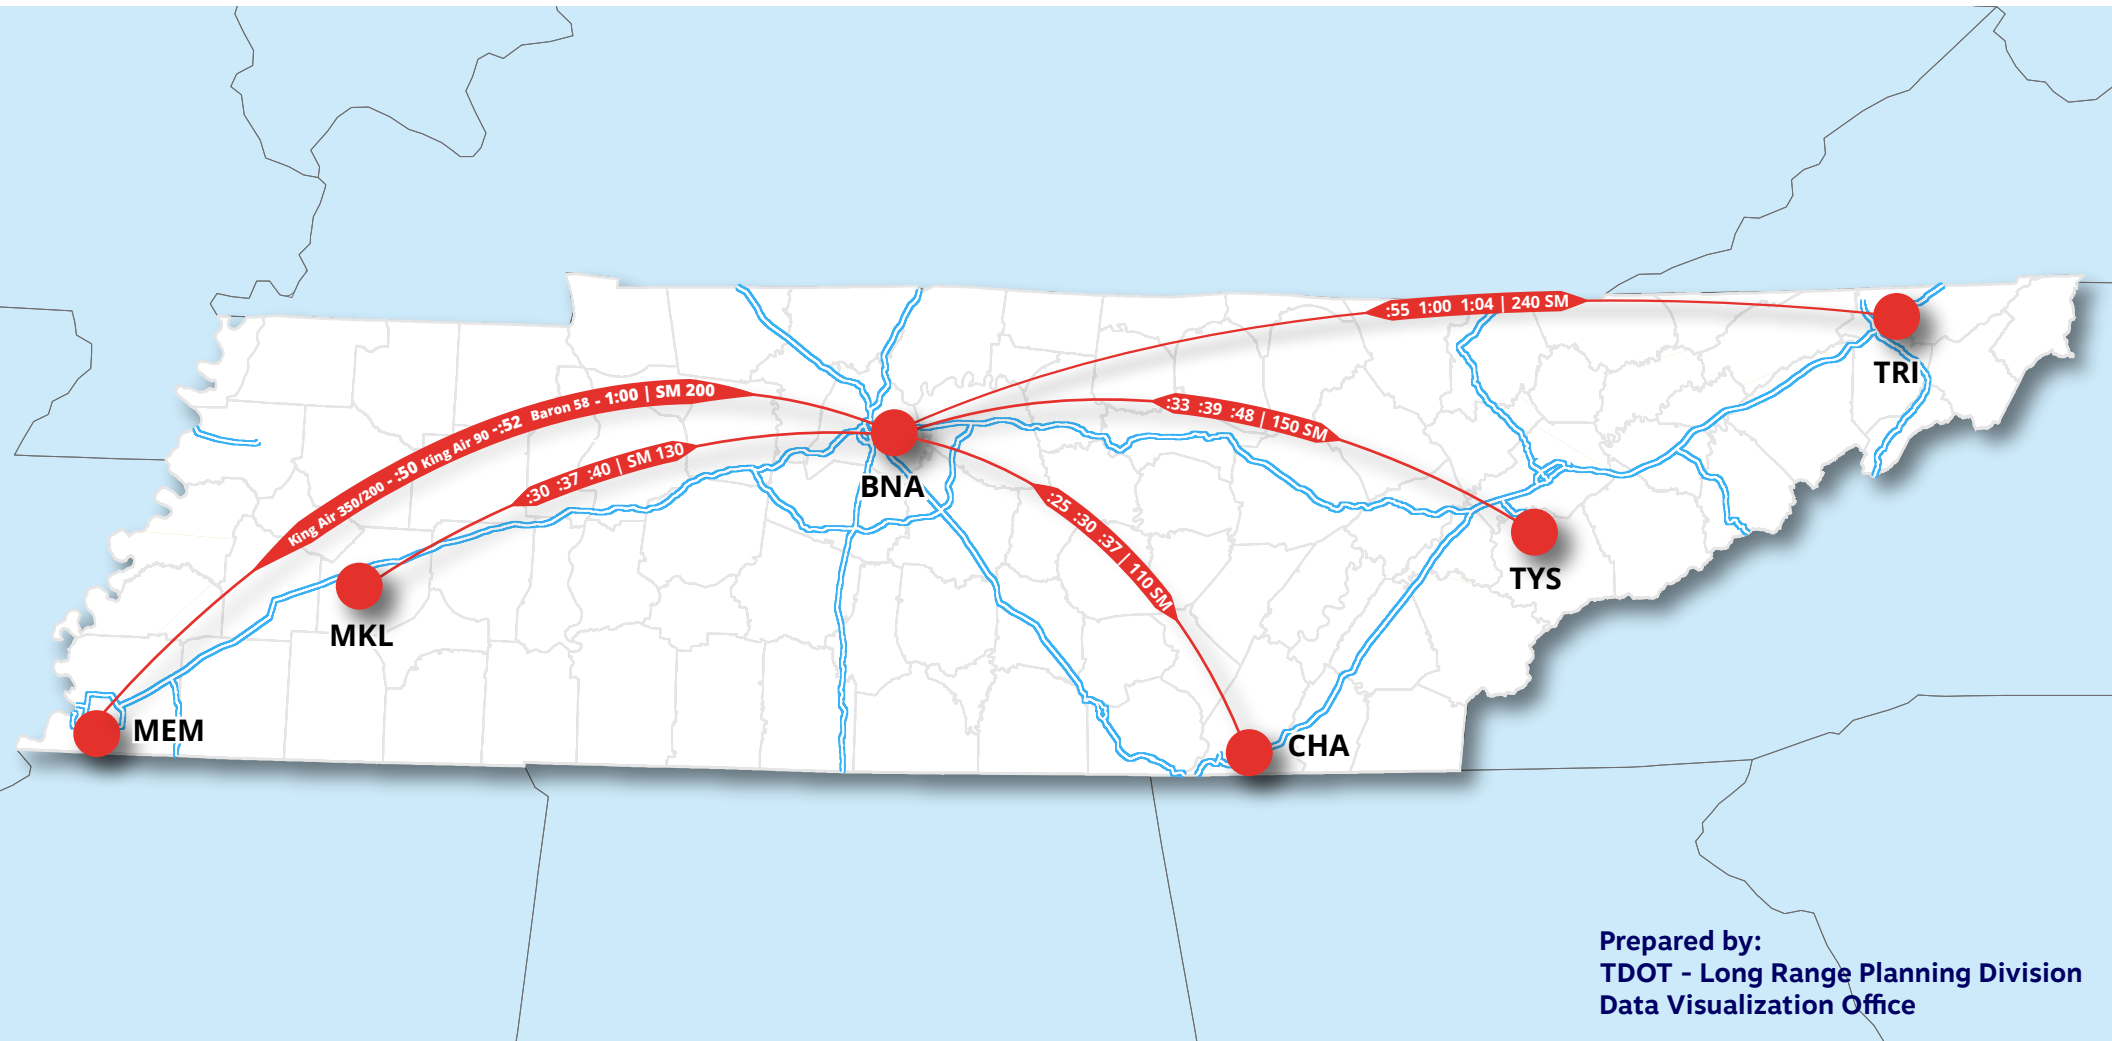 :55 1:00 1:04 | 240 SM
TRI
King Air 350/200 - :50 King Air 90 -:52 Baron 58 - 1:00 | SM 200
:33 :39 :48 | 150 SM
:30 :37 :40 | SM 130
BNA
:25 :30 :37 | 110 SM
TYS
MKL
MEM
CHA
Prepared by:
TDOT - Long Range Planning Division
Data Visualization Office